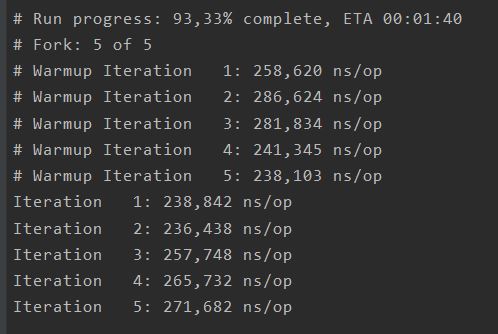 # Run progress: 93,33% complete, ETA 00:01:40
# Fork: 5 of 5
# Warmup Iteration   1: 258,620 ns/op
# Warmup Iteration   2: 286,624 ns/op
# Warmup Iteration   3: 281,834 ns/op
# Warmup Iteration   4: 241,345 ns/op
# Warmup Iteration   5: 238,103 ns/op
Iteration   1: 238,842 ns/op
Iteration   2: 236,438 ns/op
Iteration   3: 257,748 ns/op
Iteration   4: 265,732 ns/op
Iteration   5: 271,682 ns/op